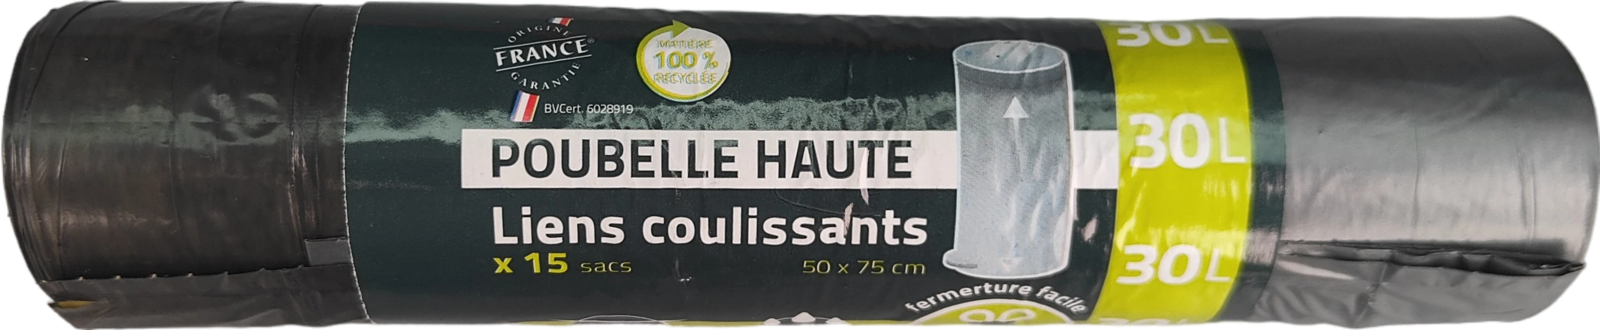 ORIGINE
FRANCE®
GARANTIE
BVCert. 6028919
MATIÈRE
100 %
RECYCLÉE
POUBELLE HAUTE
Liens coulissants
x 15 sacs
50 x 75 cm
fermerture facile
30L
30L
30L
30L